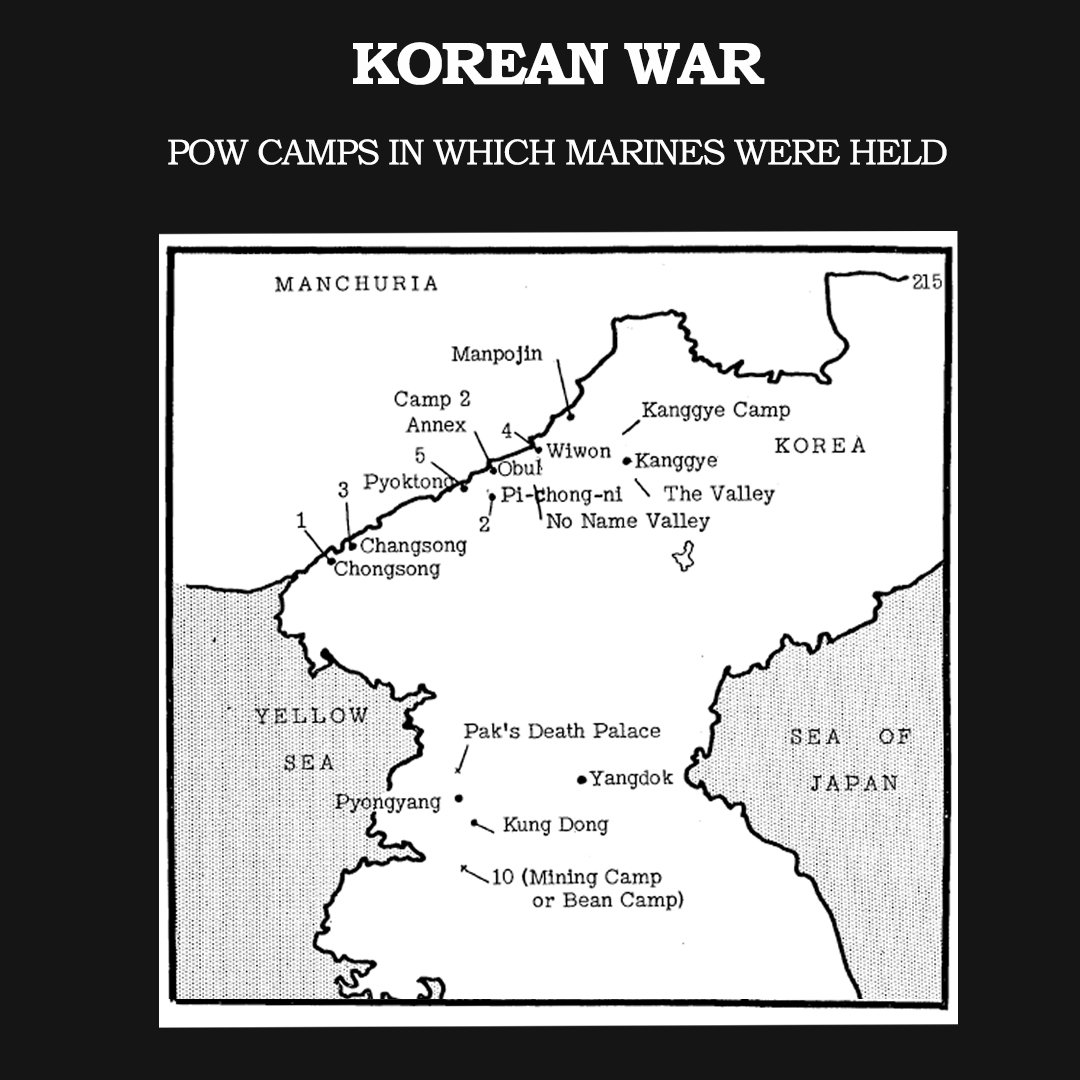 KOREAN WAR
POW CAMPS IN WHICH MARINES WERE HELD
MANCHURIA
215
Manpojin
Camp 2
Annex
Kanggye Camp
4
KOREA
Wiwon
5
Kanggye
Obul
Pyoktong
3
Pi-chong-ni
The Valley
1
2
No Name Valley
Changsong
Chongsong
YELLOW
SEA
Pak's Death Palace
SEA OF
JAPAN
Yangdok
Pyongyang
Kung Dong
10 (Mining Camp
or Bean Camp)